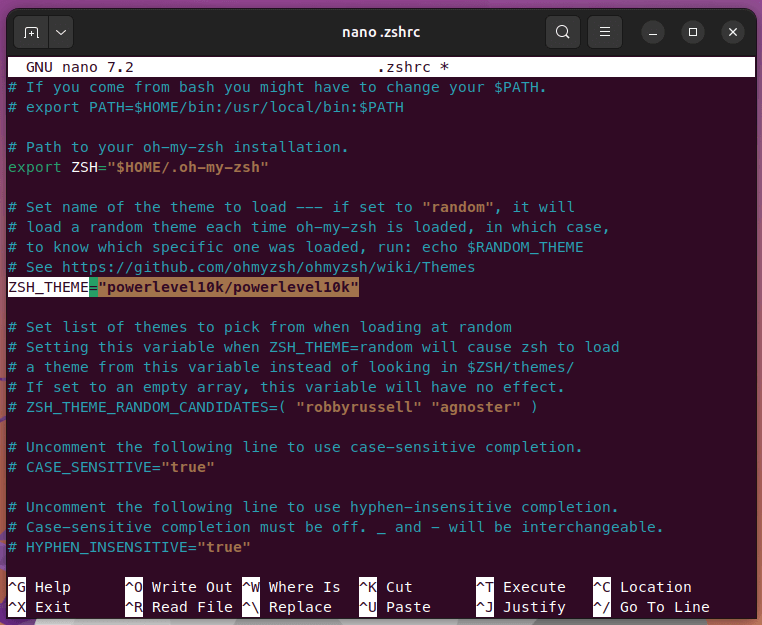 nano .zshrc
GNU nano 7.2 .zshrc *
# If you come from bash you might have to change your $PATH.
# export PATH=$HOME/bin:/usr/local/bin:$PATH
# Path to your oh-my-zsh installation.
export ZSH="$HOME/.oh-my-zsh"
# Set name of the theme to load --- if set to "random", it will
# load a random theme each time oh-my-zsh is loaded, in which case,
# to know which specific one was loaded, run: echo $RANDOM_THEME
# See https://github.com/ohmyzsh/ohmyzsh/wiki/Themes
ZSH_THEME="powerlevel10k/powerlevel10k"
# Set list of themes to pick from when loading at random
# Setting this variable when ZSH_THEME=random will cause zsh to load
# a theme from this variable instead of looking in $ZSH/themes/
# If set to an empty array, this variable will have no effect.
# ZSH_THEME_RANDOM_CANDIDATES=( "robbyrussell" "agnoster" )
# Uncomment the following line to use case-sensitive completion.
# CASE_SENSITIVE="true"
# Uncomment the following line to use hyphen-insensitive completion.
# Case-sensitive completion must be off. _ and - will be interchangeable.
# HYPHEN_INSENSITIVE="true"
^G Help ^O Write Out ^W Where Is ^K Cut ^T Execute ^C Location
^X Exit ^R Read File ^\ Replace ^U Paste ^J Justify ^/ Go To Line